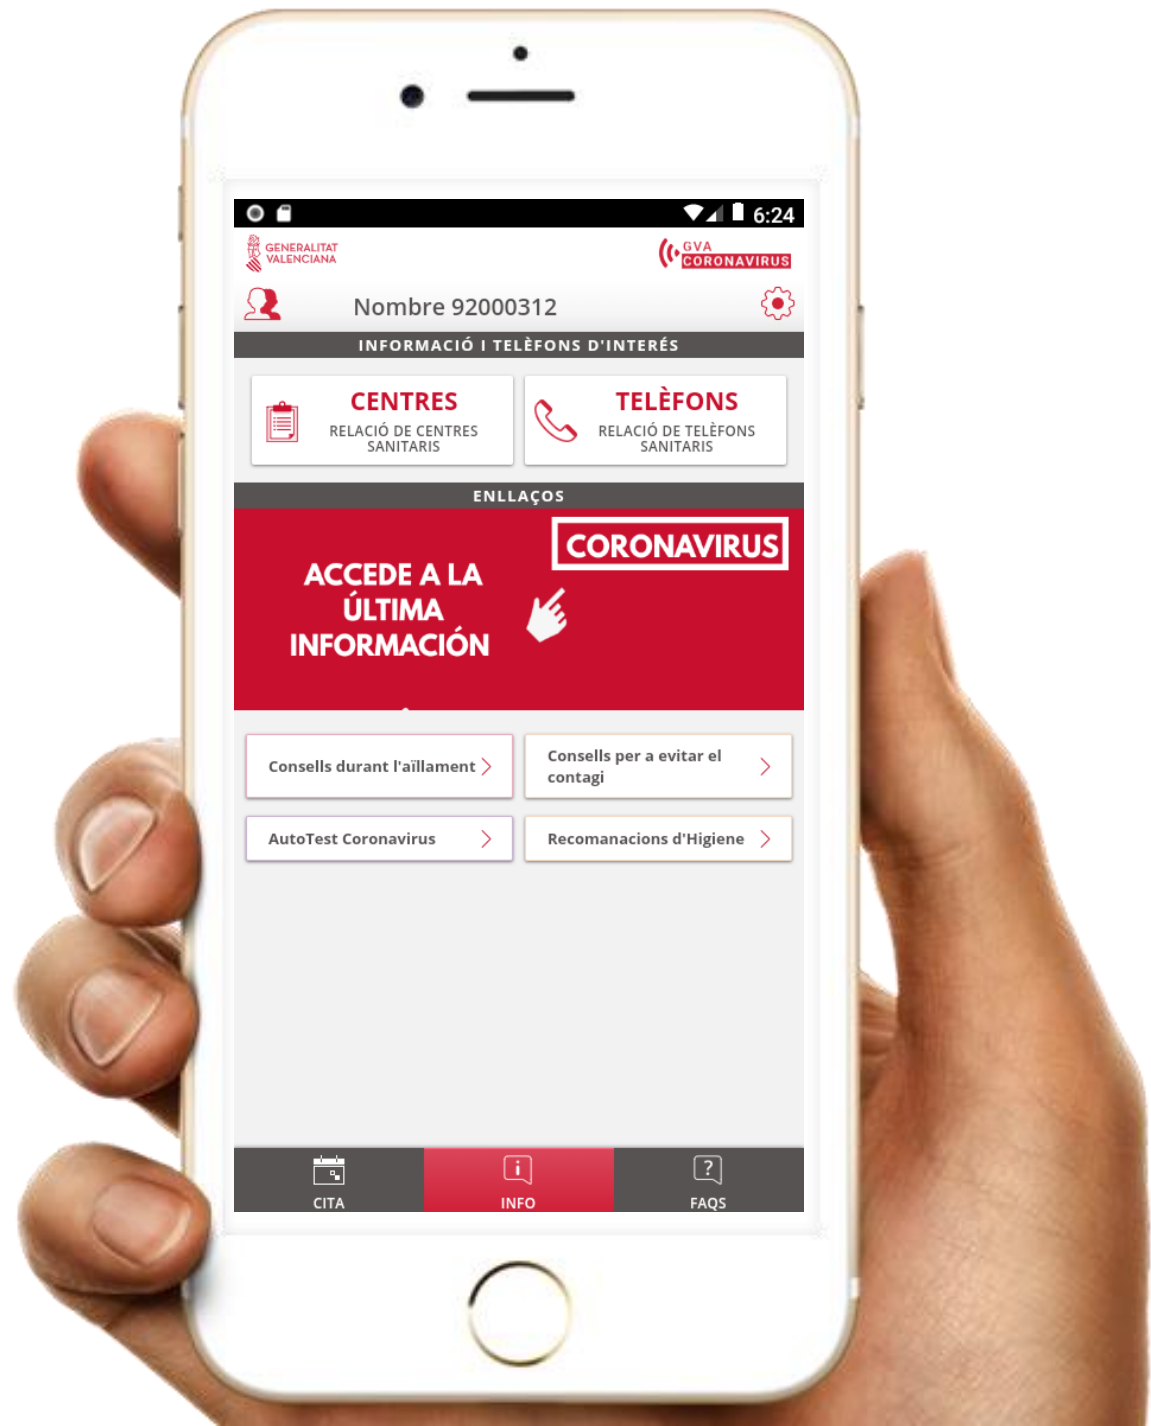 6:24
GENERALITAT
VALENCIANA
GVA
CORONAVIRUS
Nombre 92000312
INFORMACIÓ I TELÈFONS D'INTERÉS
CENTRES
RELACIÓ DE CENTRES
SANITARIS
TELÈFONS
RELACIÓ DE TELÈFONS
SANITARIS
ENLLAÇOS
CORONAVIRUS
ACCEDE A LA
ÚLTIMA
INFORMACIÓN
Consells durant l'aïllament
Consells per a evitar el
contagi
AutoTest Coronavirus
Recomanacions d'Higiene
CITA
INFO
FAQS